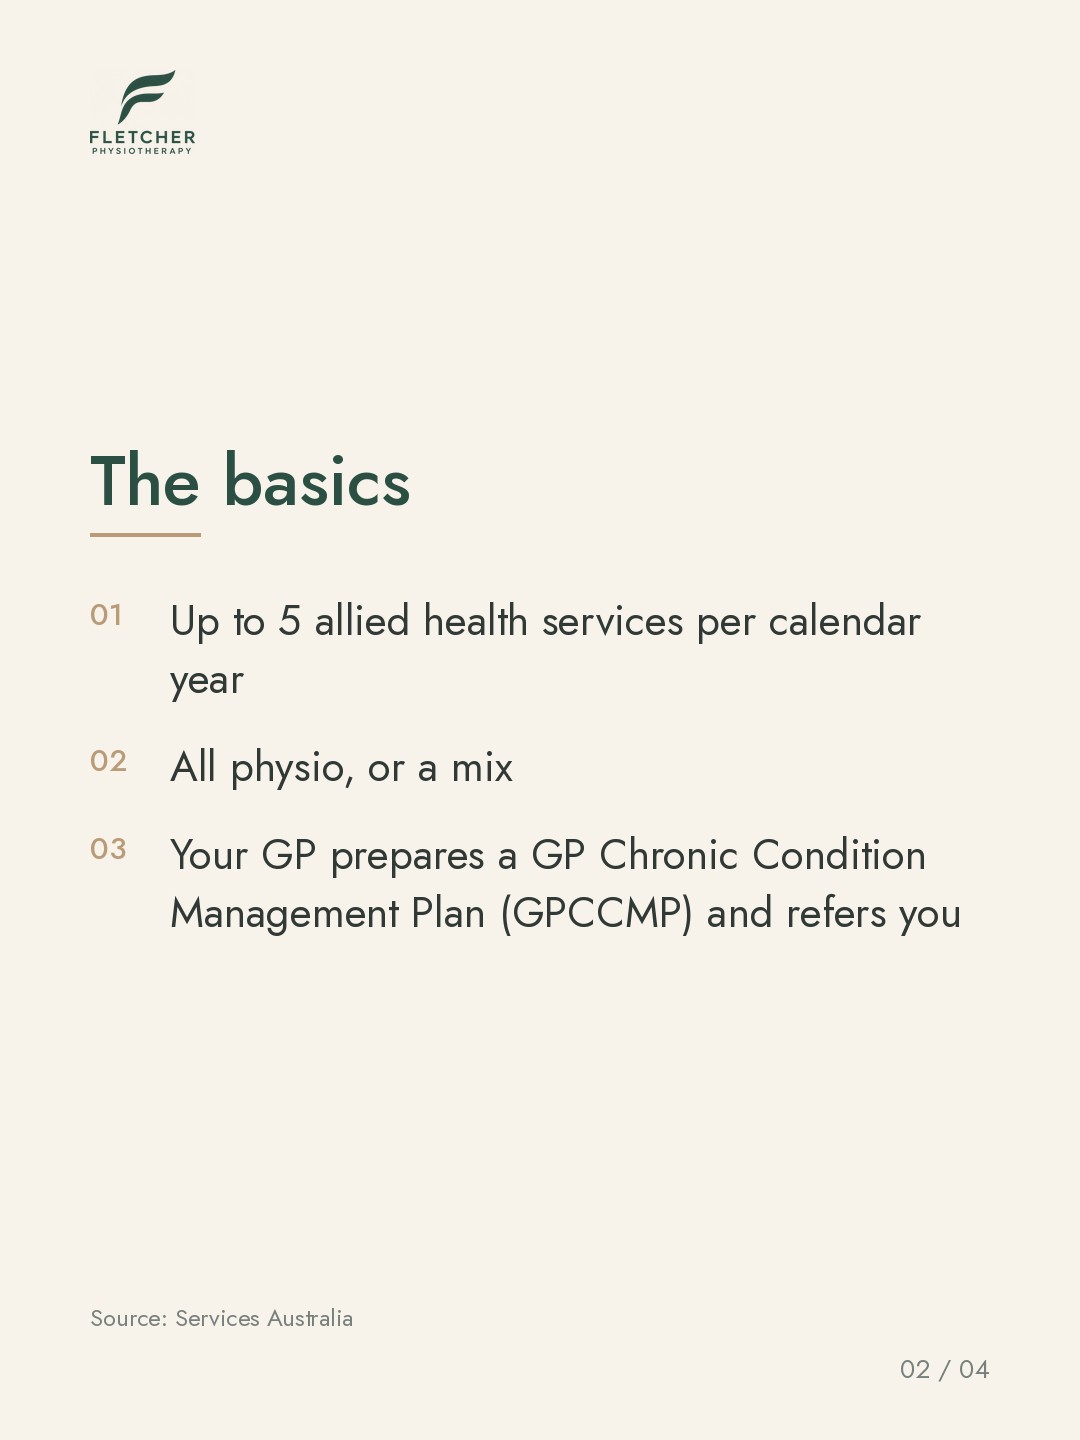 FLETCHER
PHYSIOTHERAPY
The basics
01 Up to 5 allied health services per calendar
year
02 All physio, or a mix
03 Your GP prepares a GP Chronic Condition
Management Plan (GPCCMP) and refers you
Source: Services Australia
02 / 04